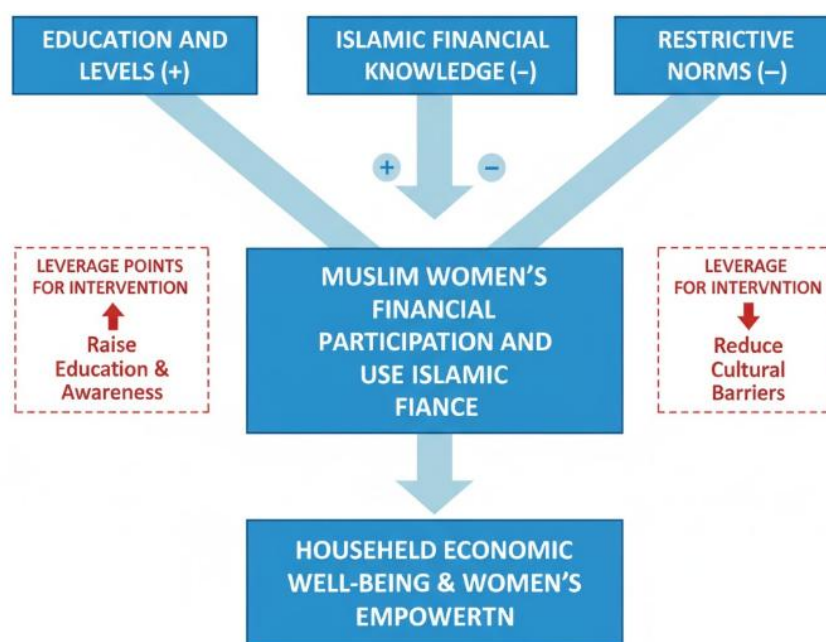 EDUCATION AND
LEVELS (+)
ISLAMIC FINANCIAL
KNOWLEDGE (–)
RESTRICTIVE
NORMS (–)
+
–
LEVERAGE POINTS
FOR INTERVENTION
Raise
Education &
Awareness
MUSLIM WOMEN'S
FINANCIAL
PARTICIPATION AND
USE ISLAMIC
FIANCE
LEVERAGE
FOR INTERVNTION
Reduce
Cultural
Barriers
HOUSEHELD ECONOMIC
WELL-BEING & WOMEN'S
EMPOWERTN